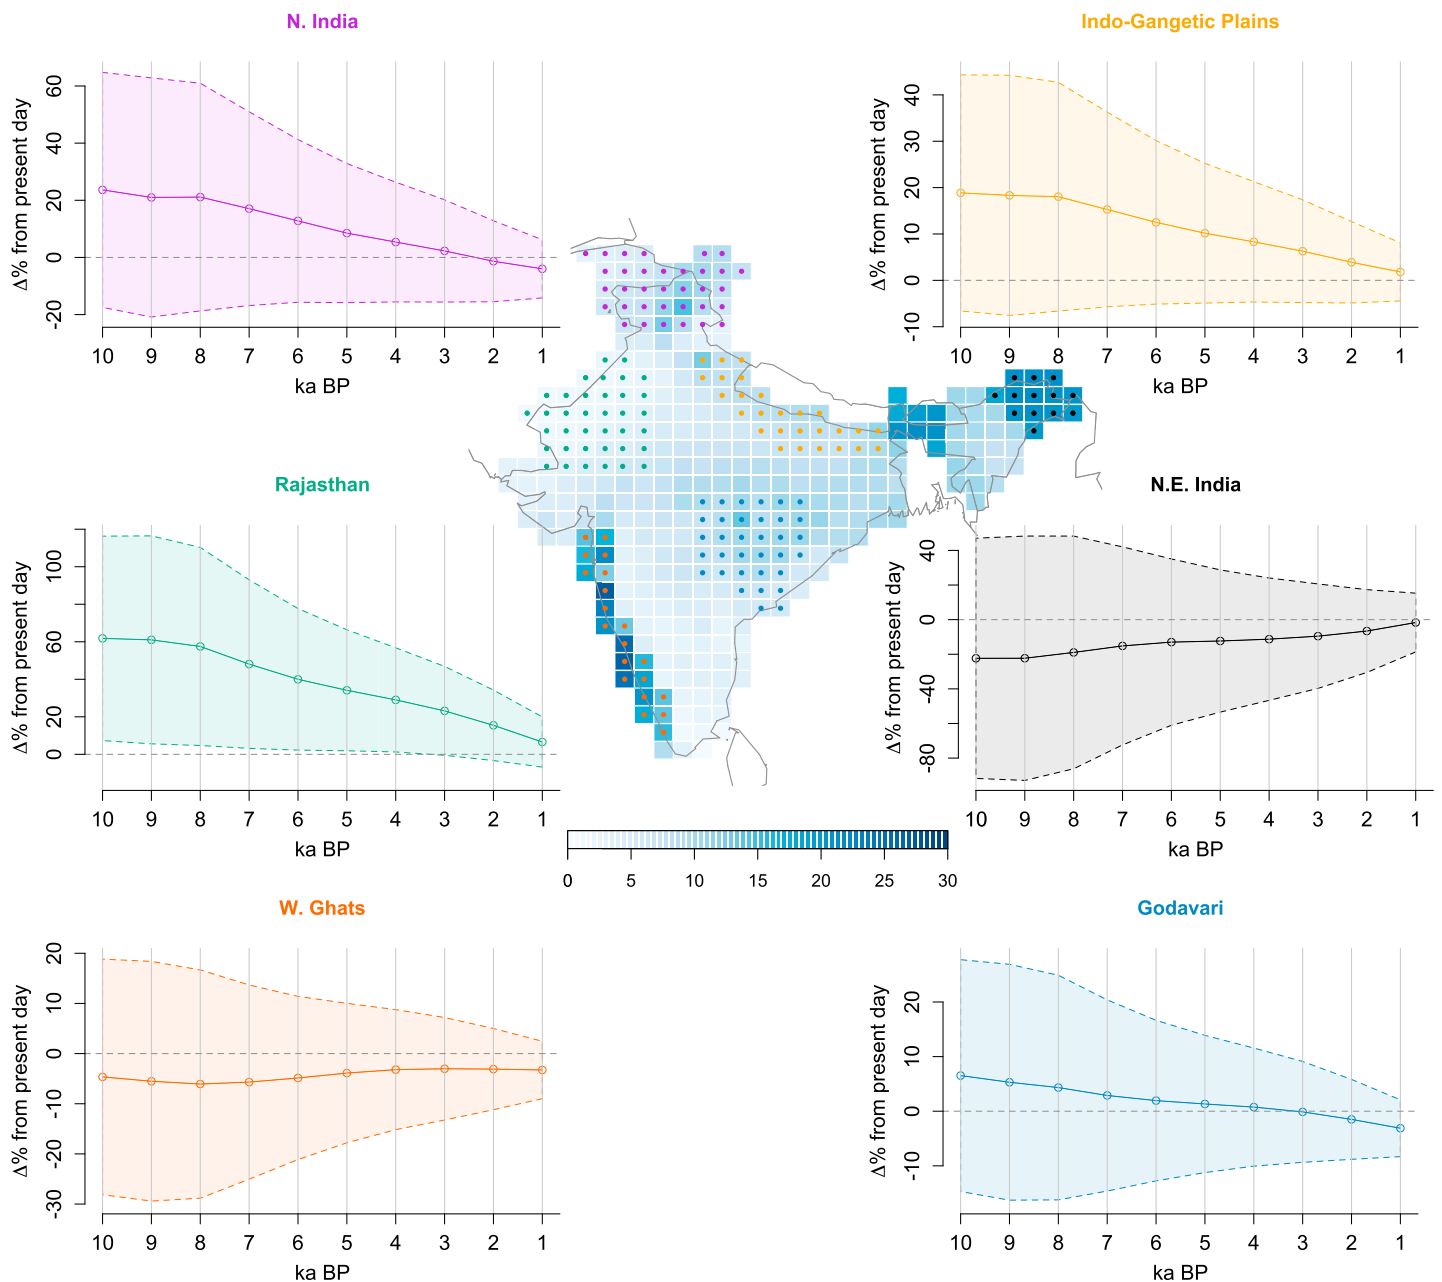 N. India
Δ% from present day
-20 0 20 40 60
10 9 8 7 6 5 4 3 2 1
ka BP
Indo-Gangetic Plains
Δ% from present day
-10 0 10 20 30 40
10 9 8 7 6 5 4 3 2 1
ka BP
Rajasthan
Δ% from present day
0 20 60 100
10 9 8 7 6 5 4 3 2 1
ka BP
N.E. India
Δ% from present day
-80 -40 0 40
10 9 8 7 6 5 4 3 2 1
ka BP
0 5 10 15 20 25 30
W. Ghats
Δ% from present day
-30 -20 -10 0 10 20
10 9 8 7 6 5 4 3 2 1
ka BP
Godavari
Δ% from present day
-10 0 10 20
10 9 8 7 6 5 4 3 2 1
ka BP